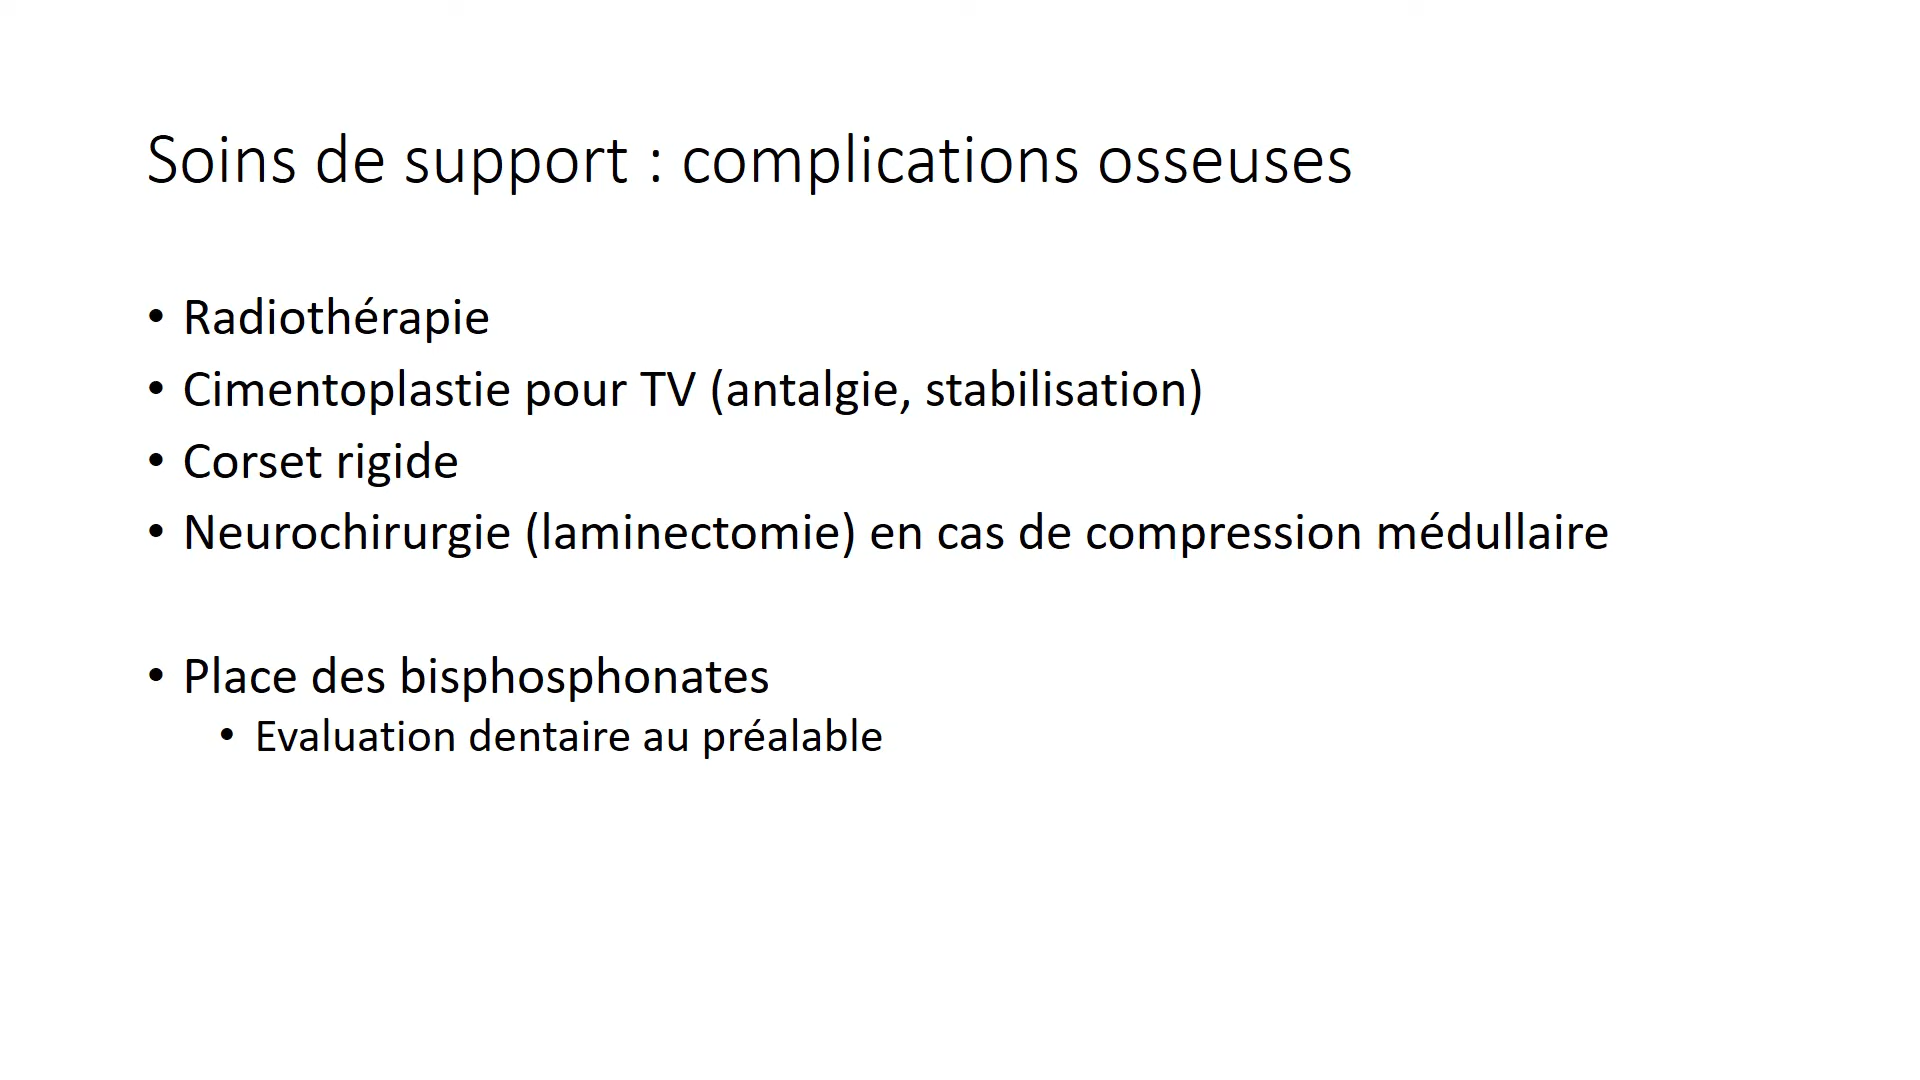 Soins de support : complications osseuses
• Radiothérapie
• Cimentoplastie pour TV (antalgie, stabilisation)
• Corset rigide
• Neurochirurgie (laminectomie) en cas de compression médullaire
• Place des bisphosphonates
• Evaluation dentaire au préalable